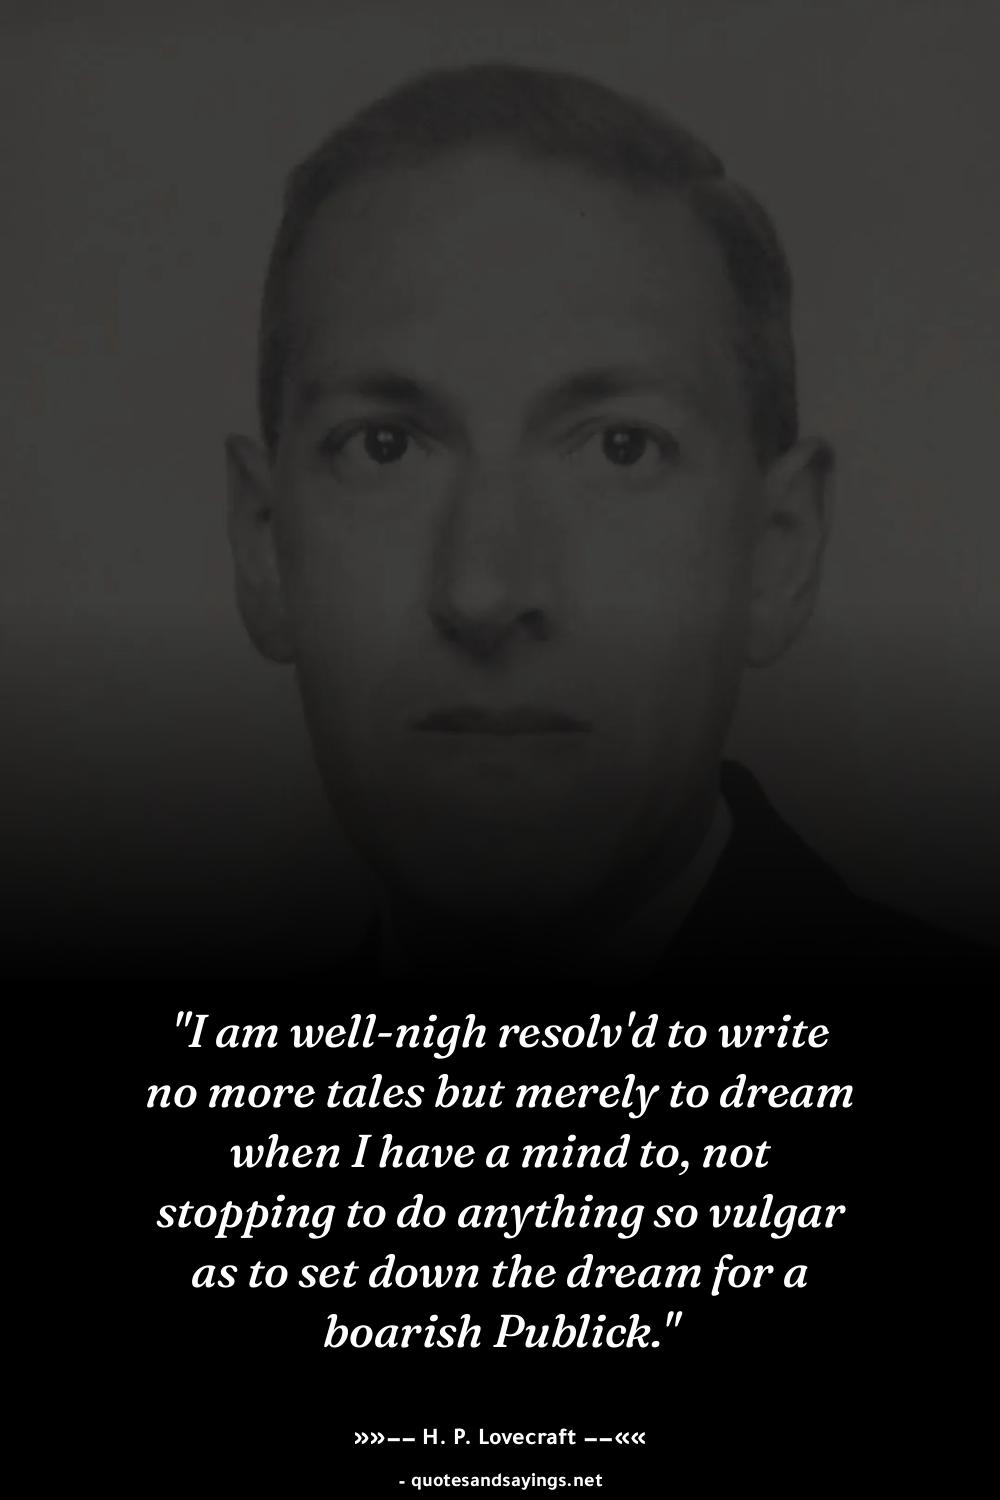 "I am well-nigh resolv'd to write
no more tales but merely to dream
when I have a mind to, not
stopping to do anything so vulgar
as to set down the dream for a
boarish Publick."
»»–– H. P. Lovecraft ––««
- quotesandsayings.net